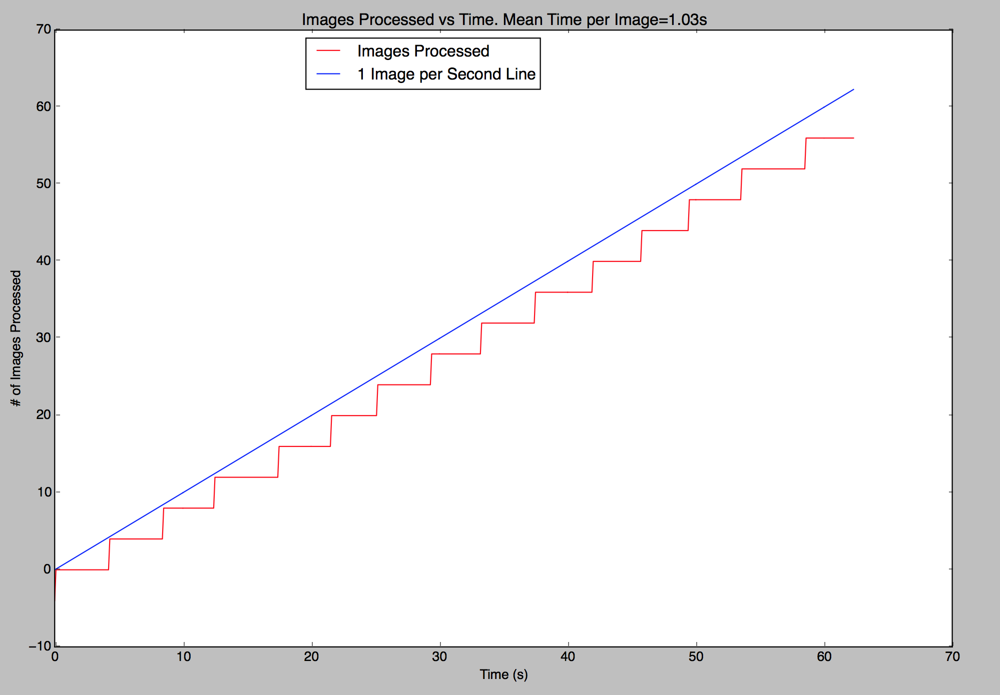 Images Processed vs Time. Mean Time per Image=1.03s
Images Processed
1 Image per Second Line
70
60
50
40
30
20
10
0
−10
# of Images Processed
0 10 20 30 40 50 60 70
Time (s)